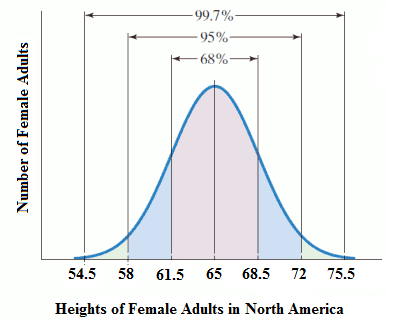 99.7%
95%
68%
Number of Female Adults
54.5 58 61.5 65 68.5 72 75.5
Heights of Female Adults in North America